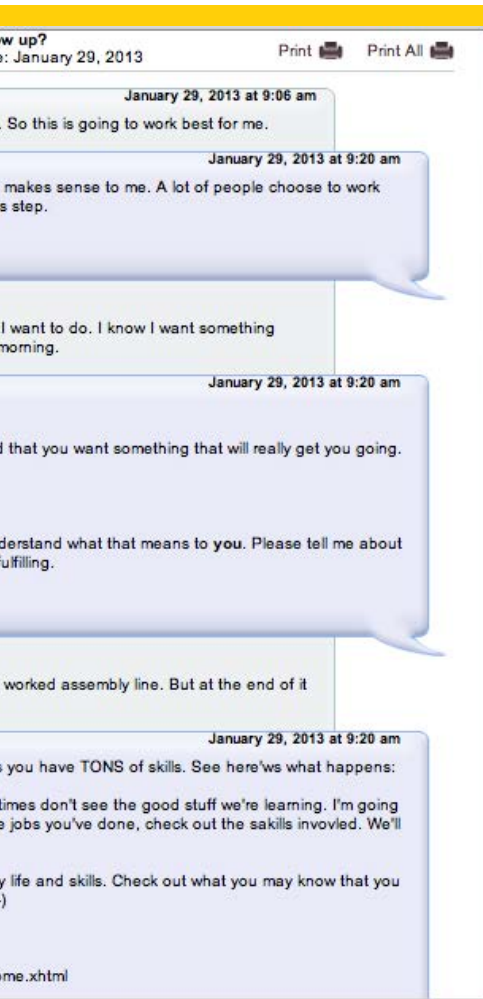 ow up?
e: January 29, 2013 Print Print All
January 29, 2013 at 9:06 am
. So this is going to work best for me.
January 29, 2013 at 9:20 am
makes sense to me. A lot of people choose to work
s step.
I want to do. I know I want something
morning.
January 29, 2013 at 9:20 am
d that you want something that will really get you going.
derstand what that means to you. Please tell me about
ulfilling.
worked assembly line. But at the end of it
January 29, 2013 at 9:20 am
s you have TONS of skills. See here'ws what happens:
times don't see the good stuff we're learning. I'm going
e jobs you've done, check out the sakills invovled. We'll
y life and skills. Check out what you may know that you
)
ome.xhtml